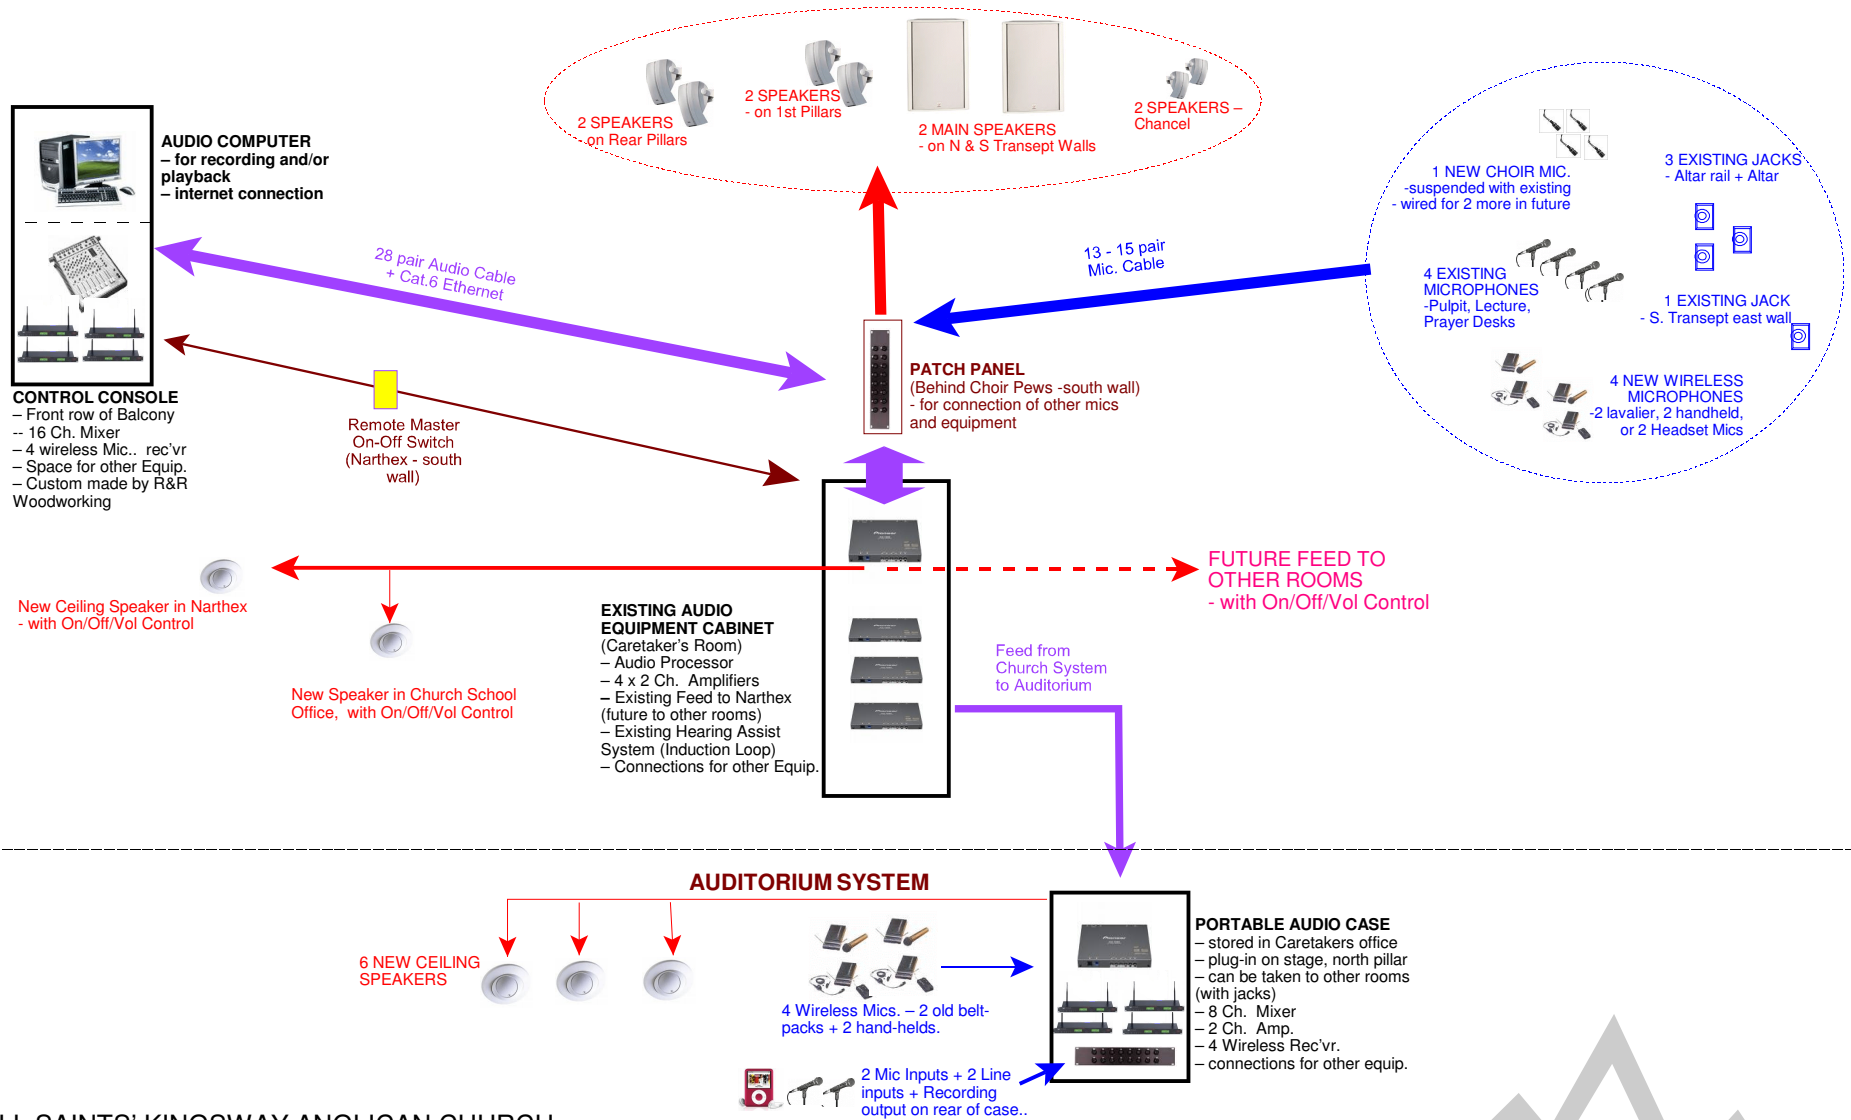 2 SPEAKERS
- on Rear Pillars
2 SPEAKERS
- on 1st Pillars
2 MAIN SPEAKERS
- on N & S Transept Walls
2 SPEAKERS –
Chancel
AUDIO COMPUTER
– for recording and/or
playback
– internet connection
28 pair Audio Cable
+ Cat.6 Ethernet
13 - 15 pair
Mic. Cable
1 NEW CHOIR MIC.
-suspended with existing
- wired for 2 more in future
3 EXISTING JACKS
- Altar rail + Altar
4 EXISTING
MICROPHONES
-Pulpit, Lecture,
Prayer Desks
1 EXISTING JACK
- S. Transept east wall
4 NEW WIRELESS
MICROPHONES
-2 lavalier, 2 handheld,
or 2 Headset Mics
CONTROL CONSOLE
– Front row of Balcony
-- 16 Ch. Mixer
– 4 wireless Mic.. rec'vr
– Space for other Equip.
– Custom made by R&R
Woodworking
Remote Master
On-Off Switch
(Narthex - south
wall)
PATCH PANEL
(Behind Choir Pews -south wall)
- for connection of other mics
and equipment
New Ceiling Speaker in Narthex
- with On/Off/Vol Control
New Speaker in Church School
Office, with On/Off/Vol Control
EXISTING AUDIO
EQUIPMENT CABINET
(Caretaker's Room)
– Audio Processor
– 4 x 2 Ch. Amplifiers
– Existing Feed to Narthex
(future to other rooms)
– Existing Hearing Assist
System (Induction Loop)
– Connections for other Equip.
FUTURE FEED TO
OTHER ROOMS
- with On/Off/Vol Control
Feed from
Church System
to Auditorium
AUDITORIUM SYSTEM
6 NEW CEILING
SPEAKERS
4 Wireless Mics. – 2 old belt-
packs + 2 hand-helds.
2 Mic Inputs + 2 Line
inputs + Recording
output on rear of case..
PORTABLE AUDIO CASE
– stored in Caretakers office
– plug-in on stage, north pillar
– can be taken to other rooms
(with jacks)
– 8 Ch. Mixer
– 2 Ch. Amp.
– 4 Wireless Rec'vr.
– connections for other equip.
SAINTS' KINGSWAY ANGLICAN CHURCH